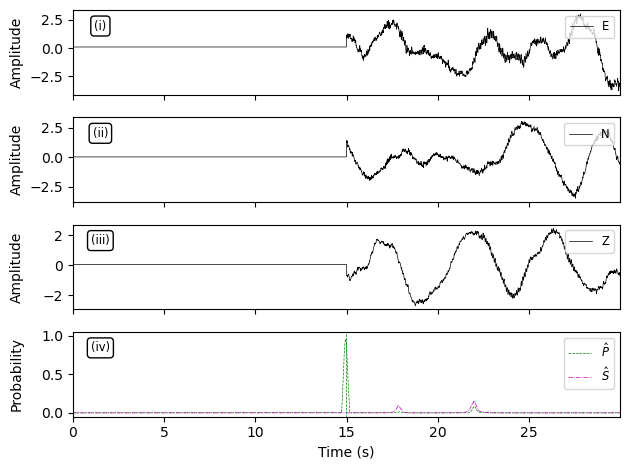 (i)
E
Amplitude
2.5
0.0
−2.5
(ii)
N
Amplitude
2.5
0.0
−2.5
(iii)
Z
Amplitude
2
0
−2
(iv)
P̂
Ŝ
Probability
1.0
0.5
0.0
0 5 10 15 20 25
Time (s)